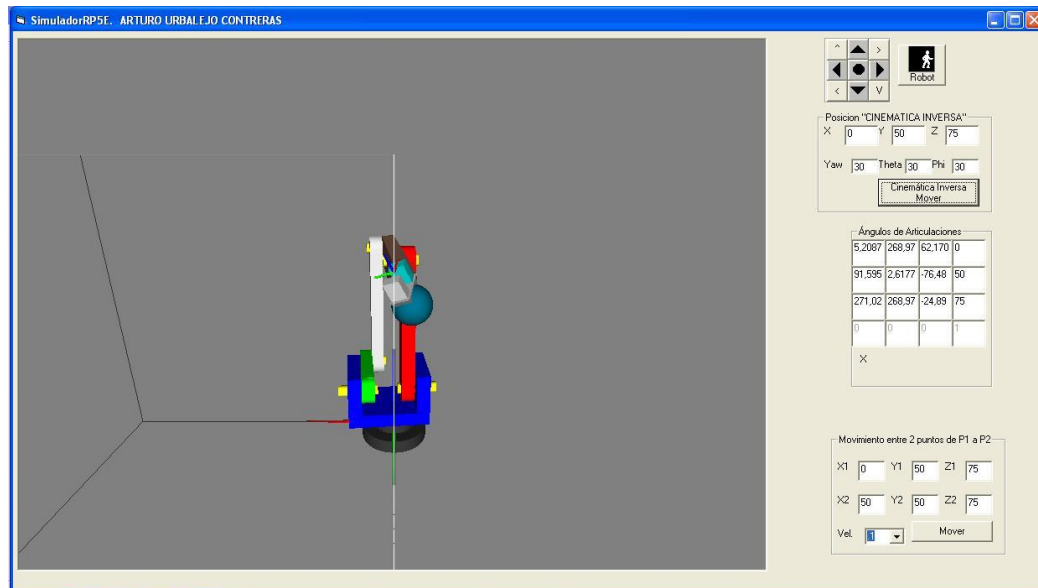 SimuladorRP5E. ARTURO URBALEJO CONTRERAS
^ >
< V
Robot
Posicion "CINEMATICA INVERSA"
X 0 Y 50 Z 75
Yaw 30 Theta 30 Phi 30
Cinemática Inversa
Mover
Ángulos de Articulaciones
5,2087 268,97 62,170 0
91,595 2,6177 -76,48 50
271,02 268,97 -24,89 75
0 0 0 1
X
Movimiento entre 2 puntos de P1 a P2
X1 0 Y1 50 Z1 75
X2 50 Y2 50 Z2 75
Vel. 1 Mover